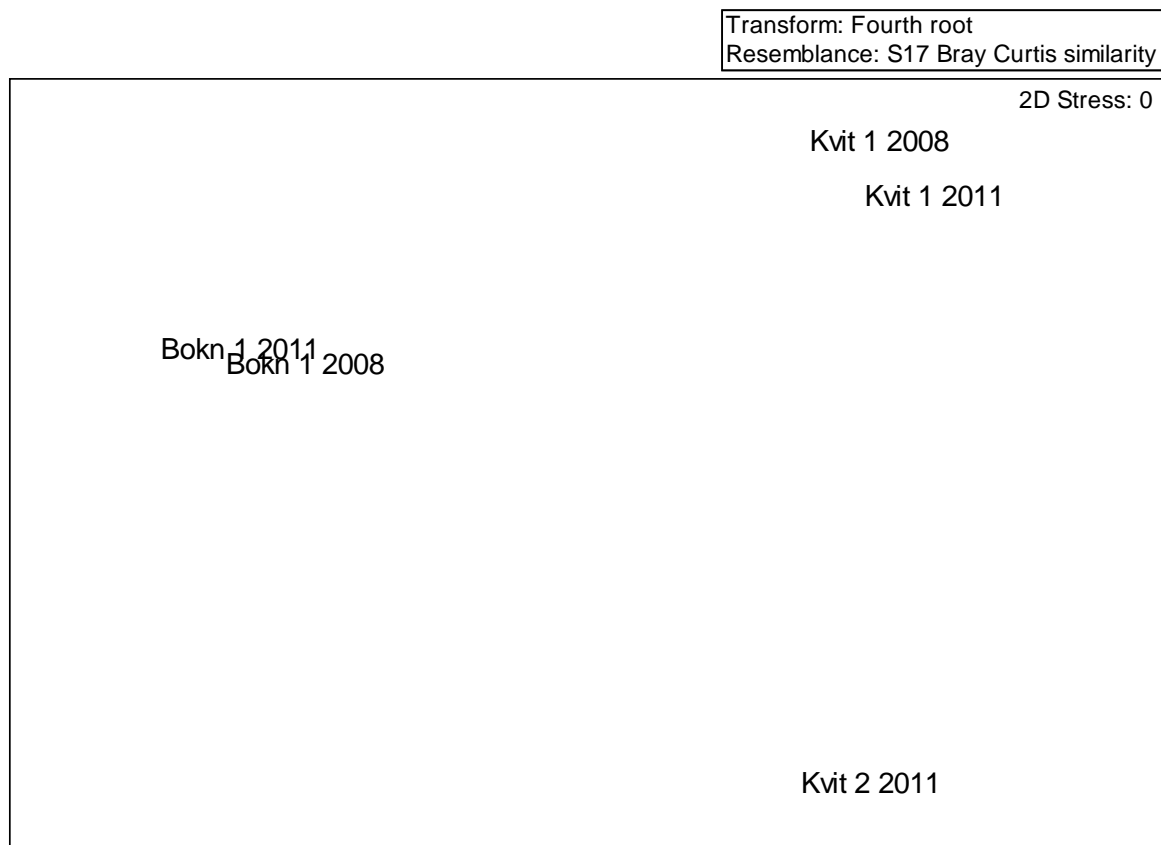 Transform: Fourth root
Resemblance: S17 Bray Curtis similarity
2D Stress: 0
Kvit 1 2008
Kvit 1 2011
Bokn 1 2011
Bokn 1 2008
Kvit 2 2011